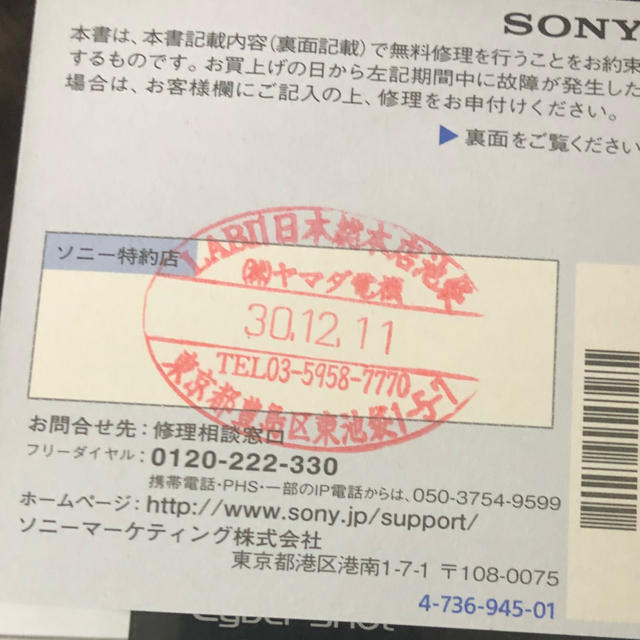 SONY
本書は、本書記載内容(裏面記載)で無料修理を行うことをお約束
するものです。お買上げの日から左記期間中に故障が発生した
場合は、お客様欄にご記入の上、修理をお申付けください。
▶裏面をご覧ください
ソニー特約店
LABI日本総本店池袋
㈱ヤマダ電機
30.12.11
TEL03-5958-7770
東京都豊島区東池袋1-5-7
お問合せ先:修理相談窓口
フリーダイヤル:0120-222-330
携帯電話・PHS・一部のIP電話からは、050-3754-9599
ホームページ:http://www.sony.jp/support/
ソニーマーケティング株式会社
東京都港区港南1-7-1 〒108-0075
4-736-945-01
Cyber-shot